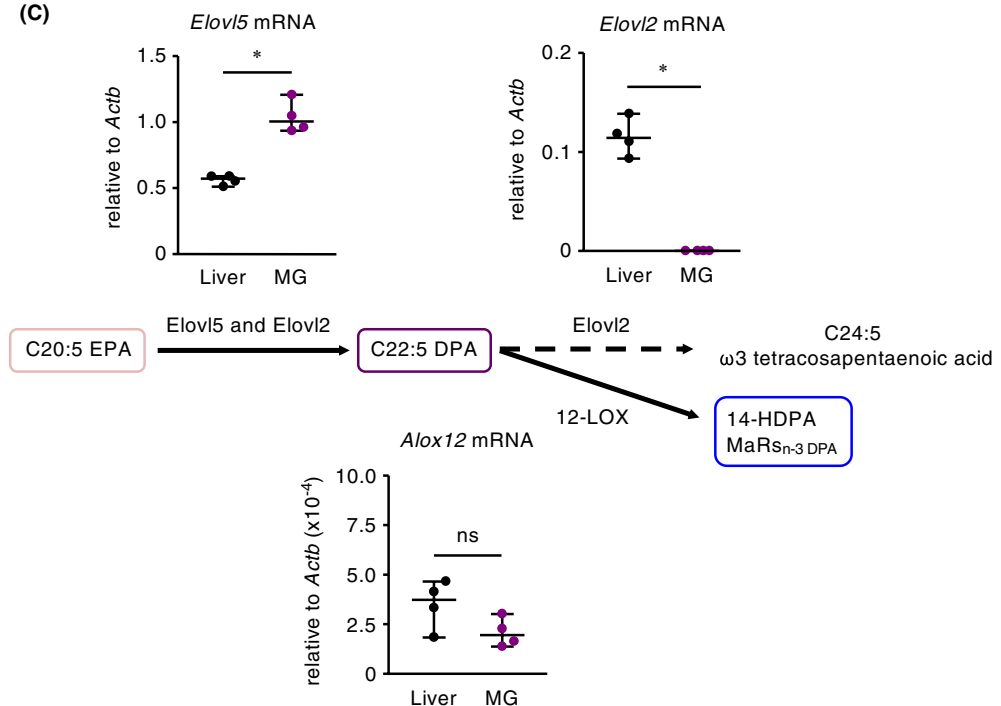 (C)
Elovl5 mRNA
relative to Actb
1.5
1.0
0.5
0
*
Liver MG
Elovl2 mRNA
relative to Actb
0.2
0.1
0
*
Liver MG
C20:5 EPA
Elovl5 and Elovl2
C22:5 DPA
Elovl2
C24:5
ω3 tetracosapentaenoic acid
12-LOX
14-HDPA
MaRsn-3 DPA
Alox12 mRNA
relative to Actb (x10-4)
10.0
7.5
5.0
2.5
0
ns
Liver MG